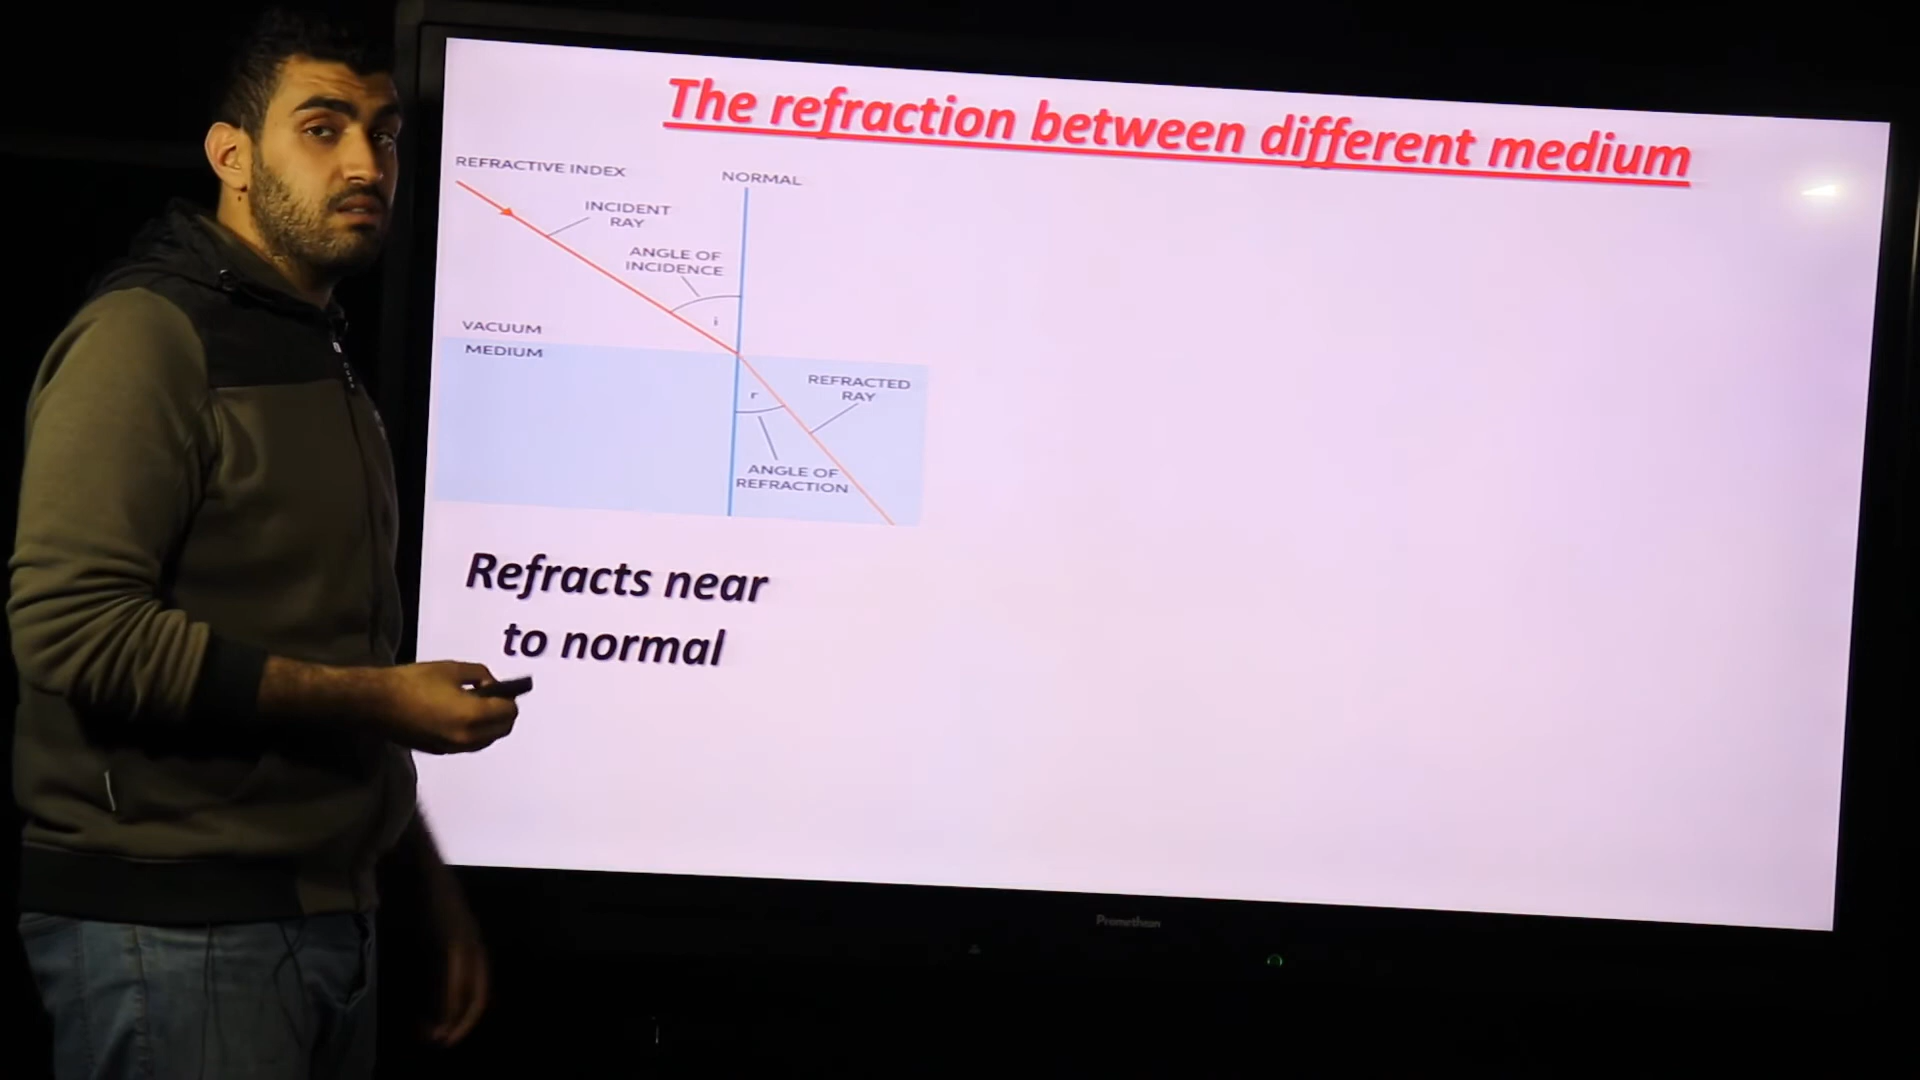 The refraction between different medium
REFRACTIVE INDEX
NORMAL
INCIDENT
RAY
ANGLE OF
INCIDENCE
i
VACUUM
MEDIUM
REFRACTED
RAY
r
ANGLE OF
REFRACTION
Refracts near
to normal
Promethean